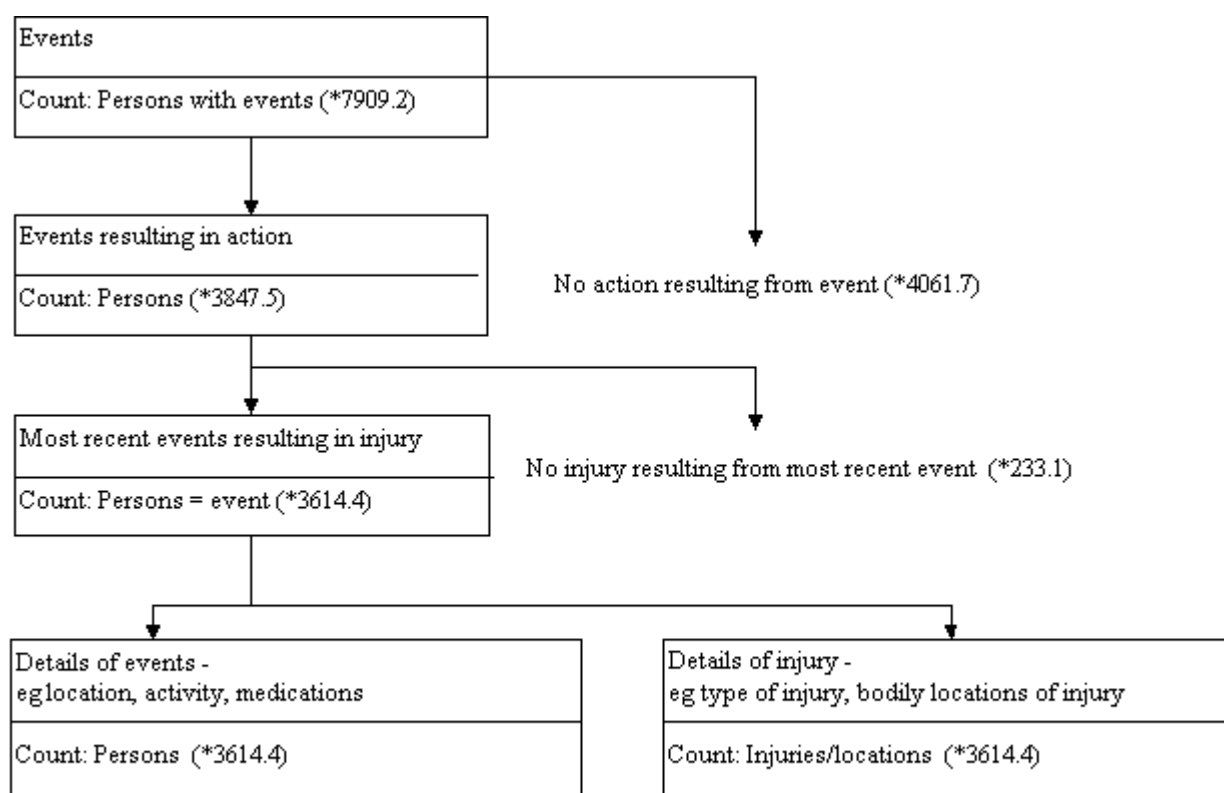 Events
Count: Persons with events (*7909.2)
Events resulting in action
Count: Persons (*3847.5)
No action resulting from event (*4061.7)
Most recent events resulting in injury
Count: Persons = event (*3614.4)
No injury resulting from most recent event (*233.1)
Details of events -
eg location, activity, medications
Count: Persons (*3614.4)
Details of injury -
eg type of injury, bodily locations of injury
Count: Injuries/locations (*3614.4)